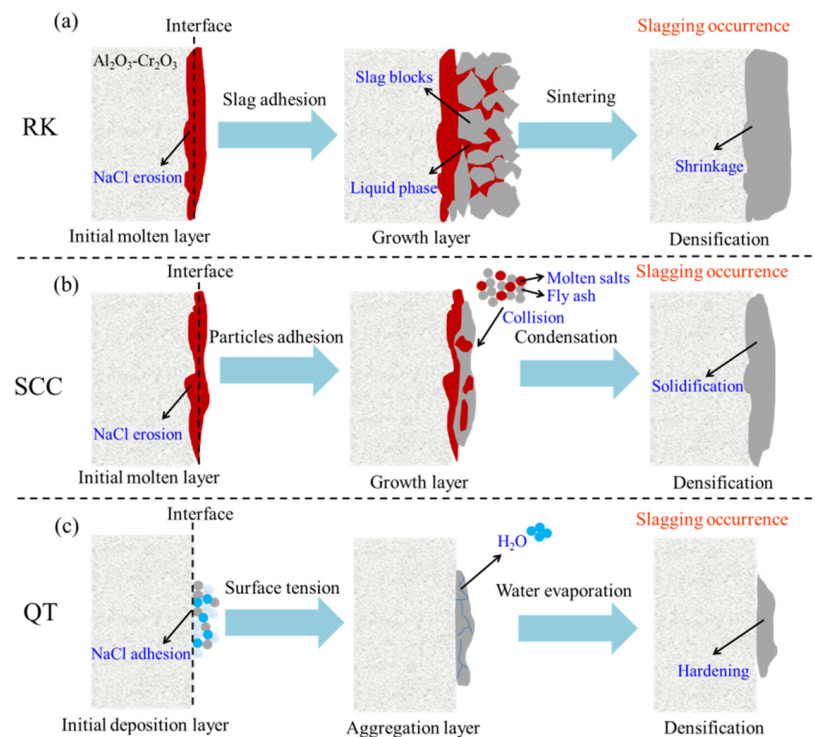 (a)
Interface
Slagging occurrence
Al₂O₃-Cr₂O₃
RK
Slag adhesion
Slag blocks
Sintering
NaCl erosion
Liquid phase
Shrinkage
Initial molten layer
Growth layer
Densification
(b)
Interface
Slagging occurrence
Molten salts
Fly ash
SCC
Particles adhesion
Collision
Condensation
NaCl erosion
Solidification
Initial molten layer
Growth layer
Densification
(c)
Interface
Slagging occurrence
H₂O
QT
Surface tension
Water evaporation
NaCl adhesion
Hardening
Initial deposition layer
Aggregation layer
Densification